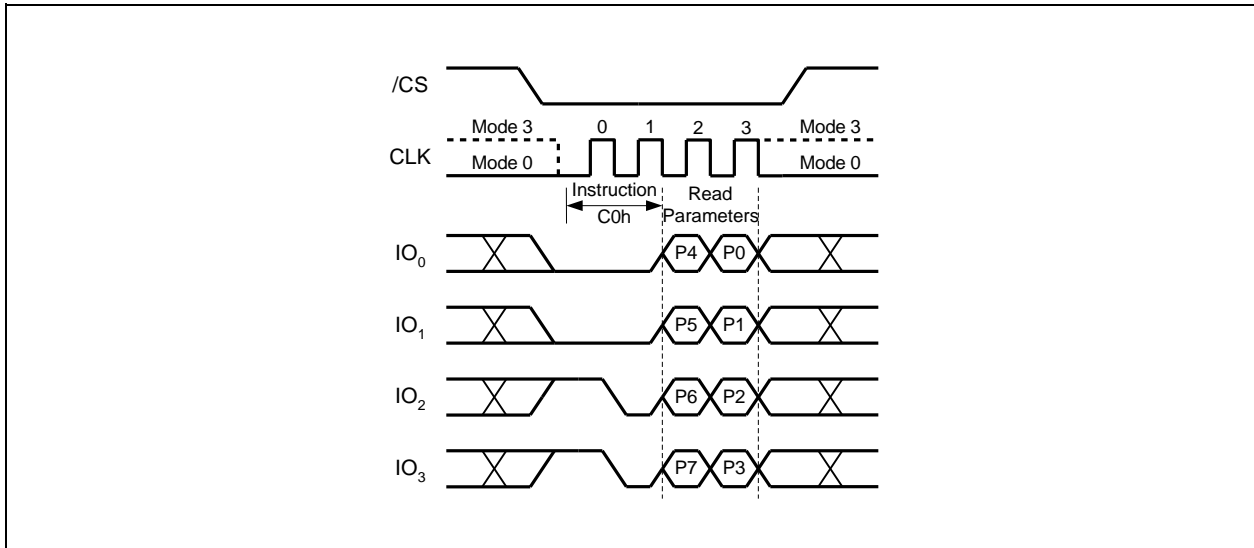 /CS
Mode 3 0 1 2 3 Mode 3
CLK Mode 0 Mode 0
Instruction Read
C0h Parameters
IO0 P4 P0
IO1 P5 P1
IO2 P6 P2
IO3 P7 P3